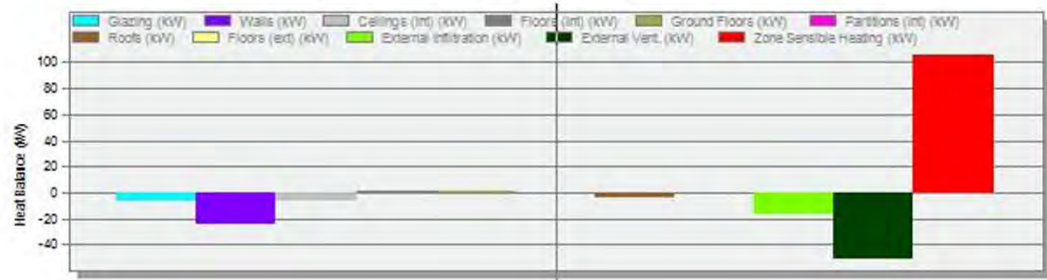 Glazing (kW) Walls (kW) Ceilings (int) (kW) Floors (int) (kW) Ground Floors (kW) Partitions (int) (kW)
Roofs (kW) Floors (ext) (kW) External Infiltration (kW) External Vent. (kW) Zone Sensible Heating (kW)
Heat Balance (kW)
100
80
60
40
20
0
-20
-40